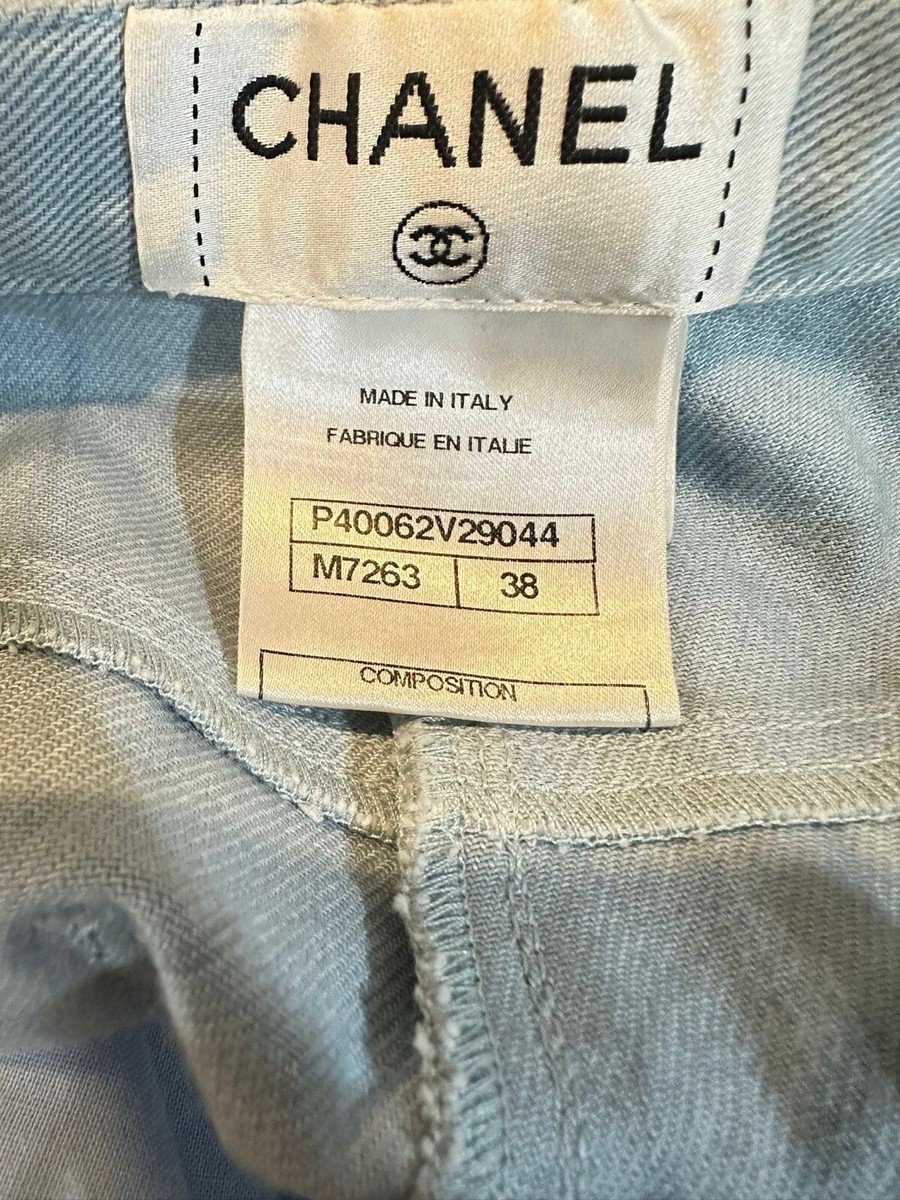 CHANEL
MADE IN ITALY
FABRIQUE EN ITALIE
P40062V29044
M7263 38
COMPOSITION